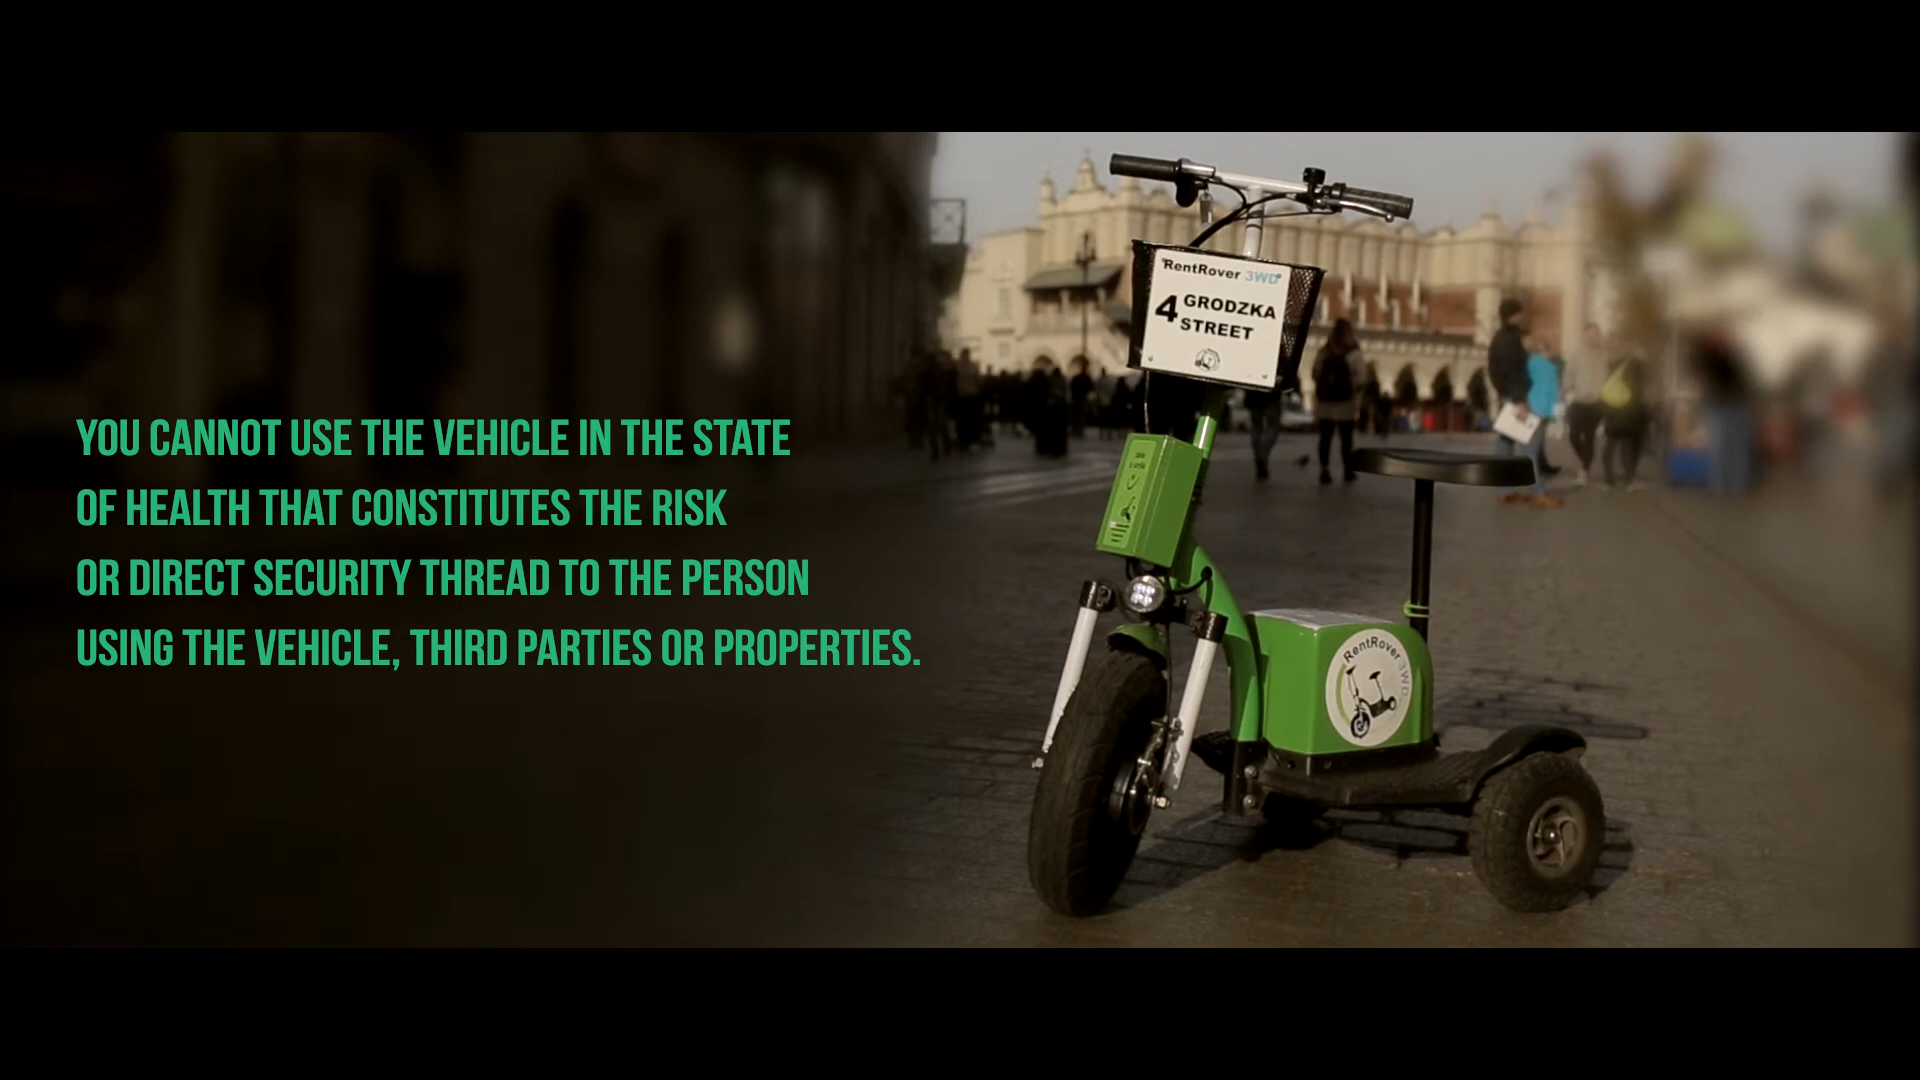 YOU CANNOT USE THE VEHICLE IN THE STATE
OF HEALTH THAT CONSTITUTES THE RISK
OR DIRECT SECURITY THREAD TO THE PERSON
USING THE VEHICLE, THIRD PARTIES OR PROPERTIES.
RentRover 3WD
4 GRODZKA
STREET
RentRover 3WD